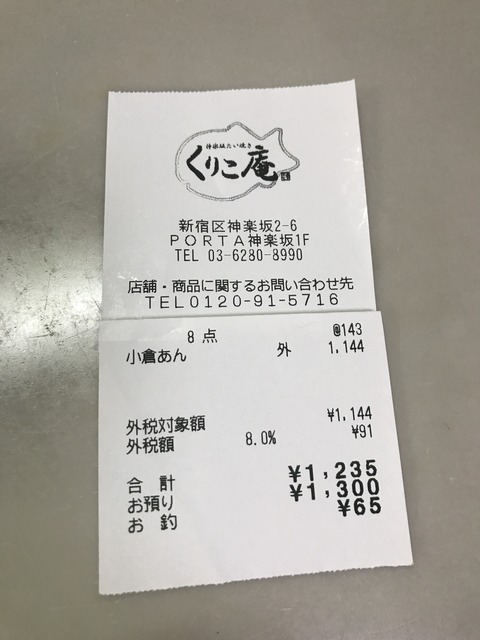 神楽坂たい焼き
くりこ庵
新宿区神楽坂2-6
PORTA神楽坂1F
TEL 03-6280-8990
店舗・商品に関するお問い合わせ先
TEL0120-91-5716
8点 @143
小倉あん 外 1,144
外税対象額 ¥1,144
外税額 8.0% ¥91
合計 ¥1,235
お預り ¥1,300
お釣 ¥65